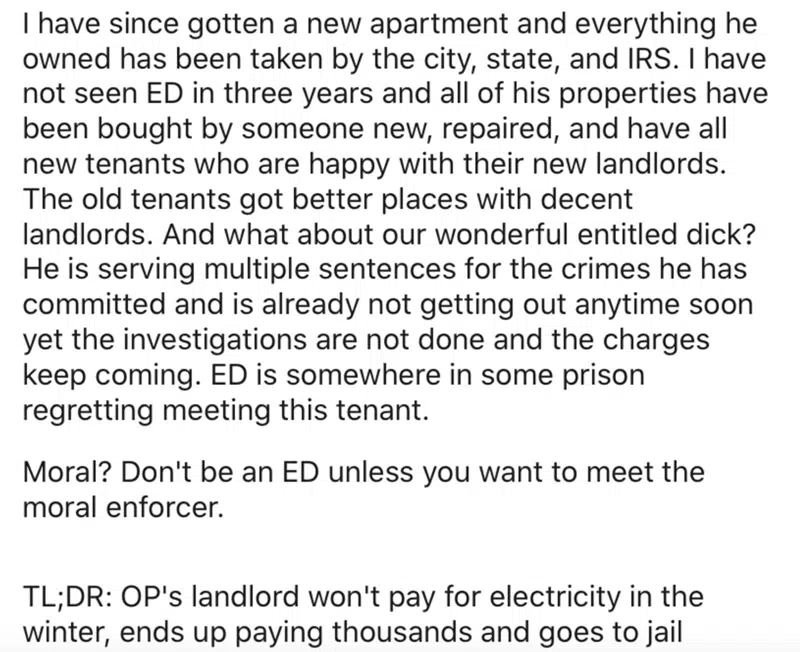 I have since gotten a new apartment and everything he
owned has been taken by the city, state, and IRS. I have
not seen ED in three years and all of his properties have
been bought by someone new, repaired, and have all
new tenants who are happy with their new landlords.
The old tenants got better places with decent
landlords. And what about our wonderful entitled dick?
He is serving multiple sentences for the crimes he has
committed and is already not getting out anytime soon
yet the investigations are not done and the charges
keep coming. ED is somewhere in some prison
regretting meeting this tenant.
Moral? Don't be an ED unless you want to meet the
moral enforcer.
TL;DR: OP's landlord won't pay for electricity in the
winter, ends up paying thousands and goes to jail